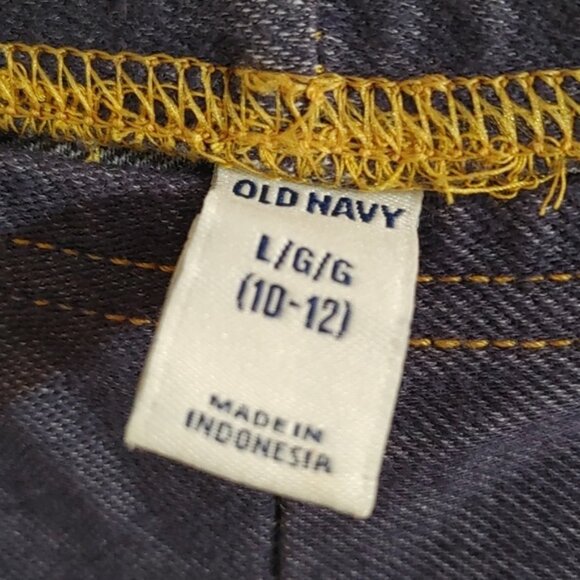 OLD NAVY
L/G/G
(10-12)
MADE IN
INDONESIA